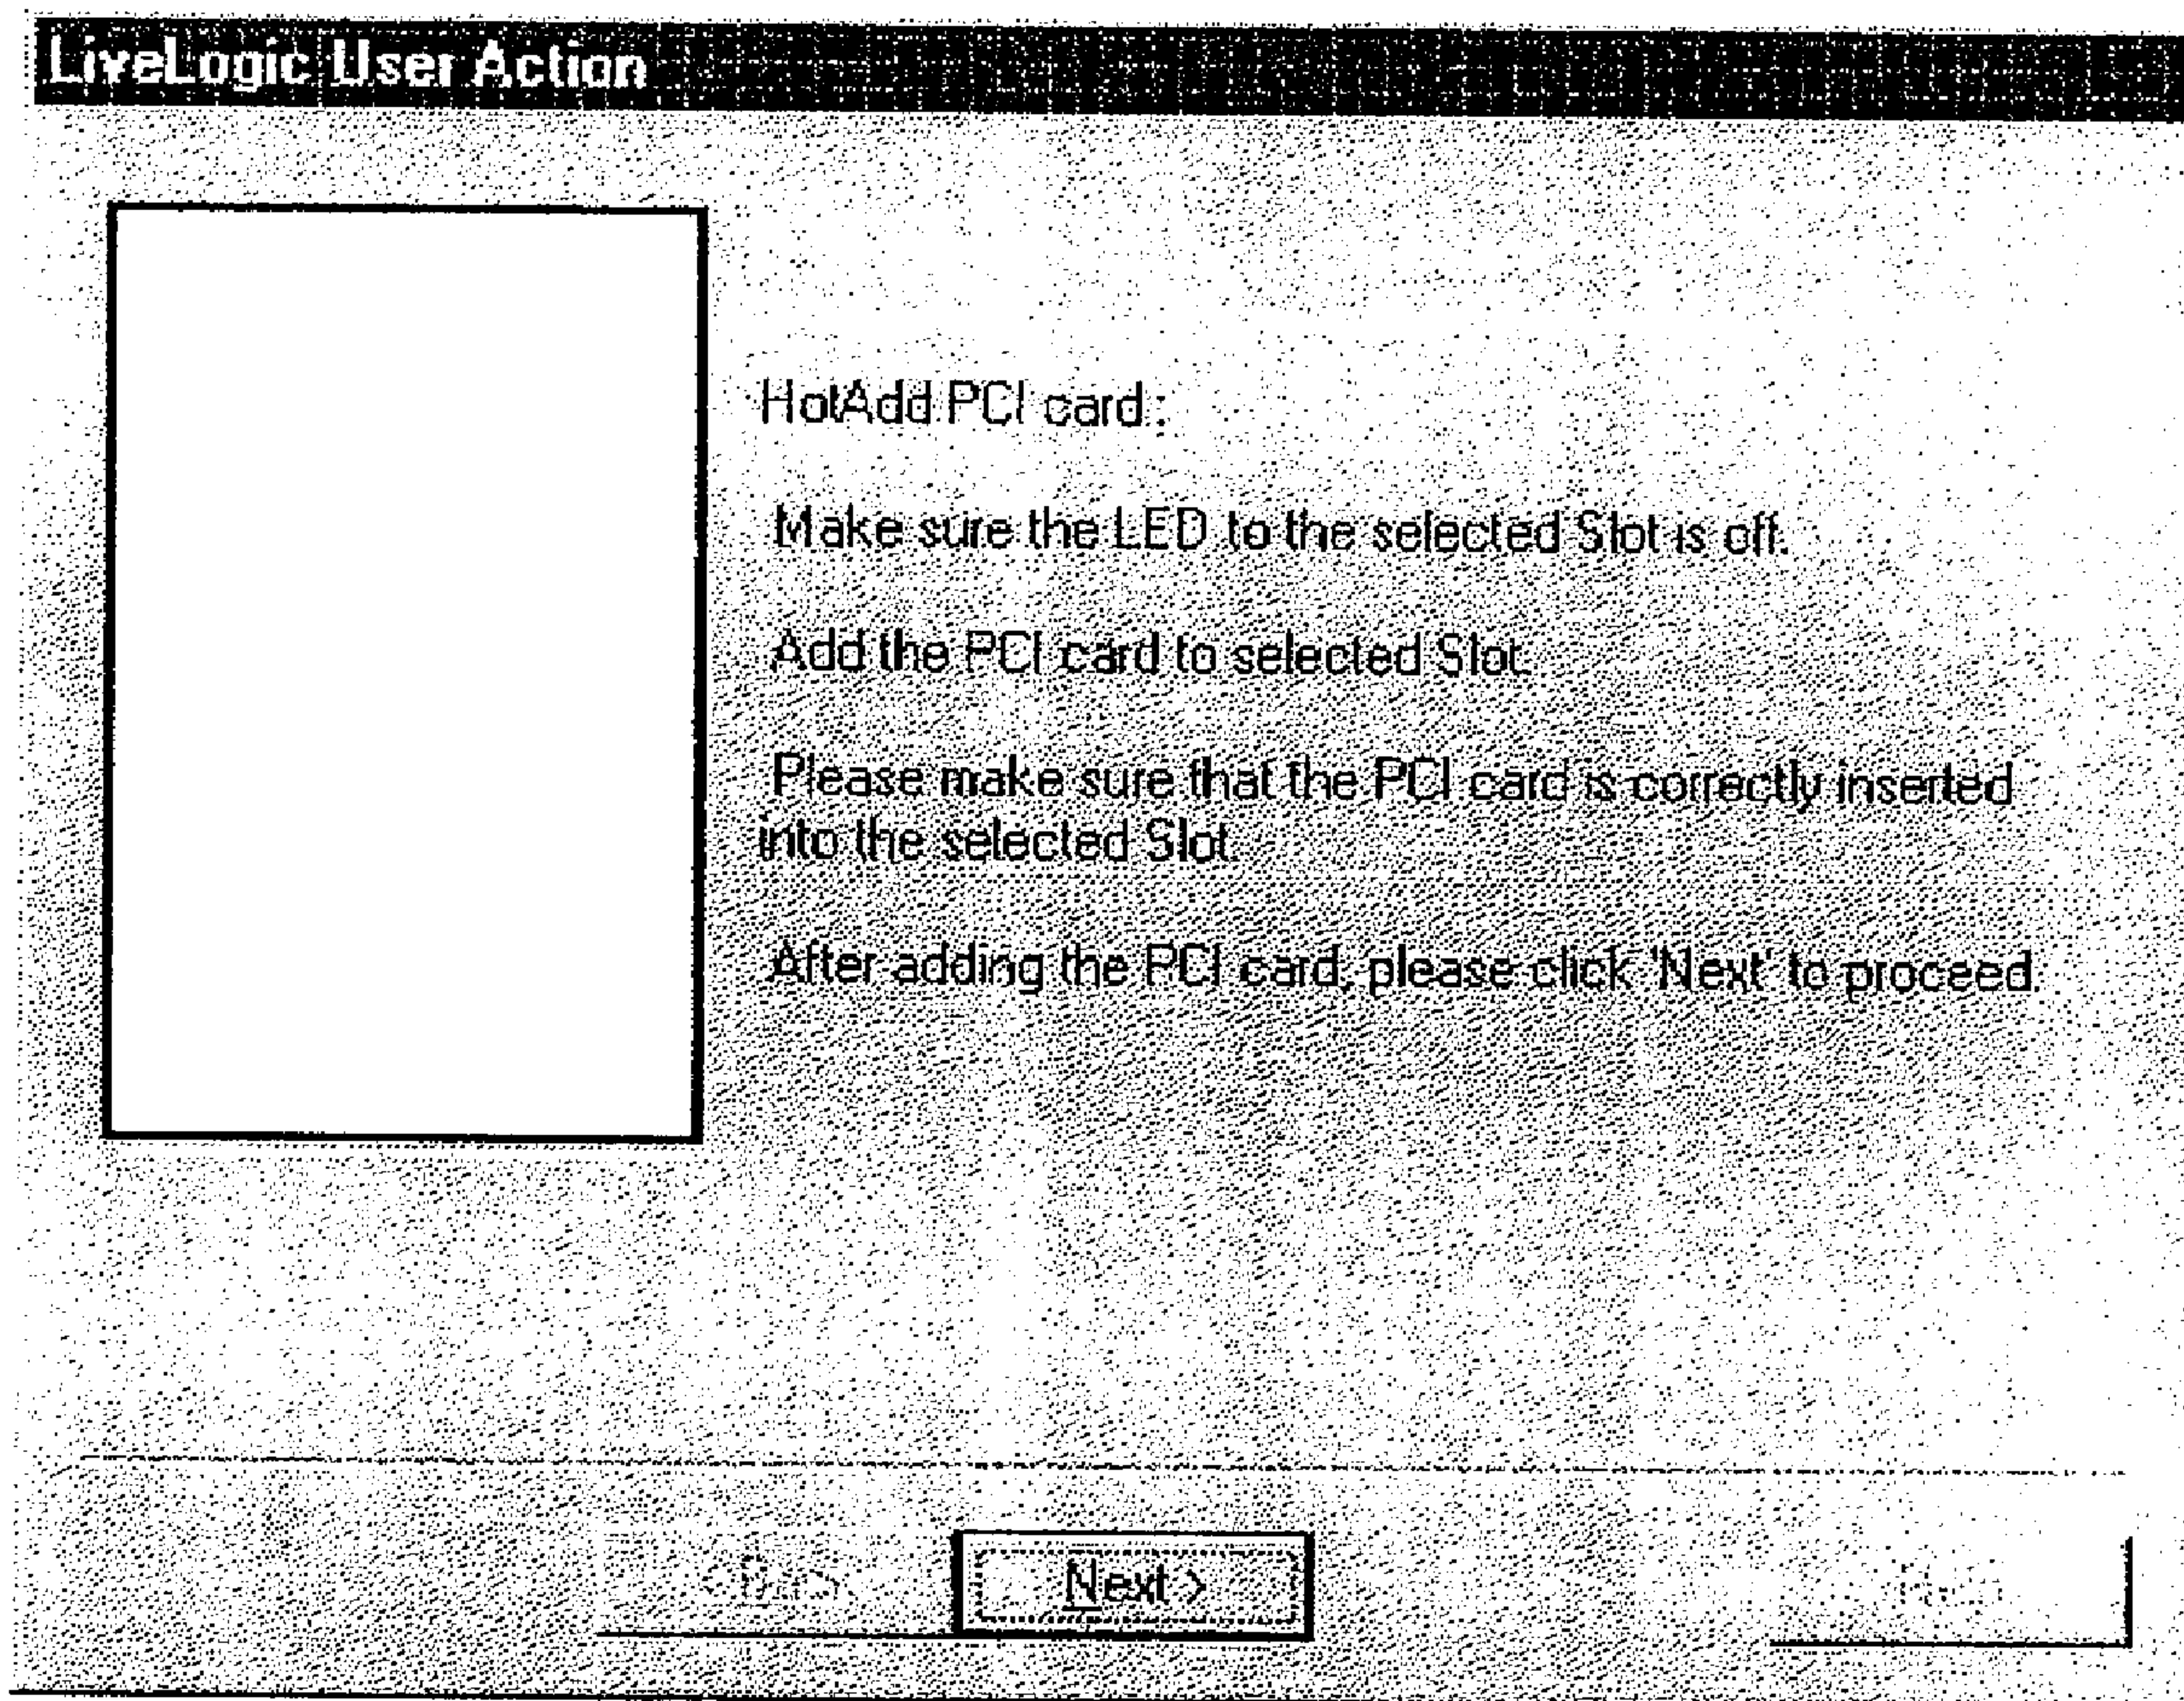 LiveLogic User Action
HotAdd PCI card :
Make sure the LED to the selected Slot is off.
Add the PCI card to selected Slot.
Please make sure that the PCI card is correctly inserted
into the selected Slot.
After adding the PCI card, please click 'Next' to proceed.
Next >